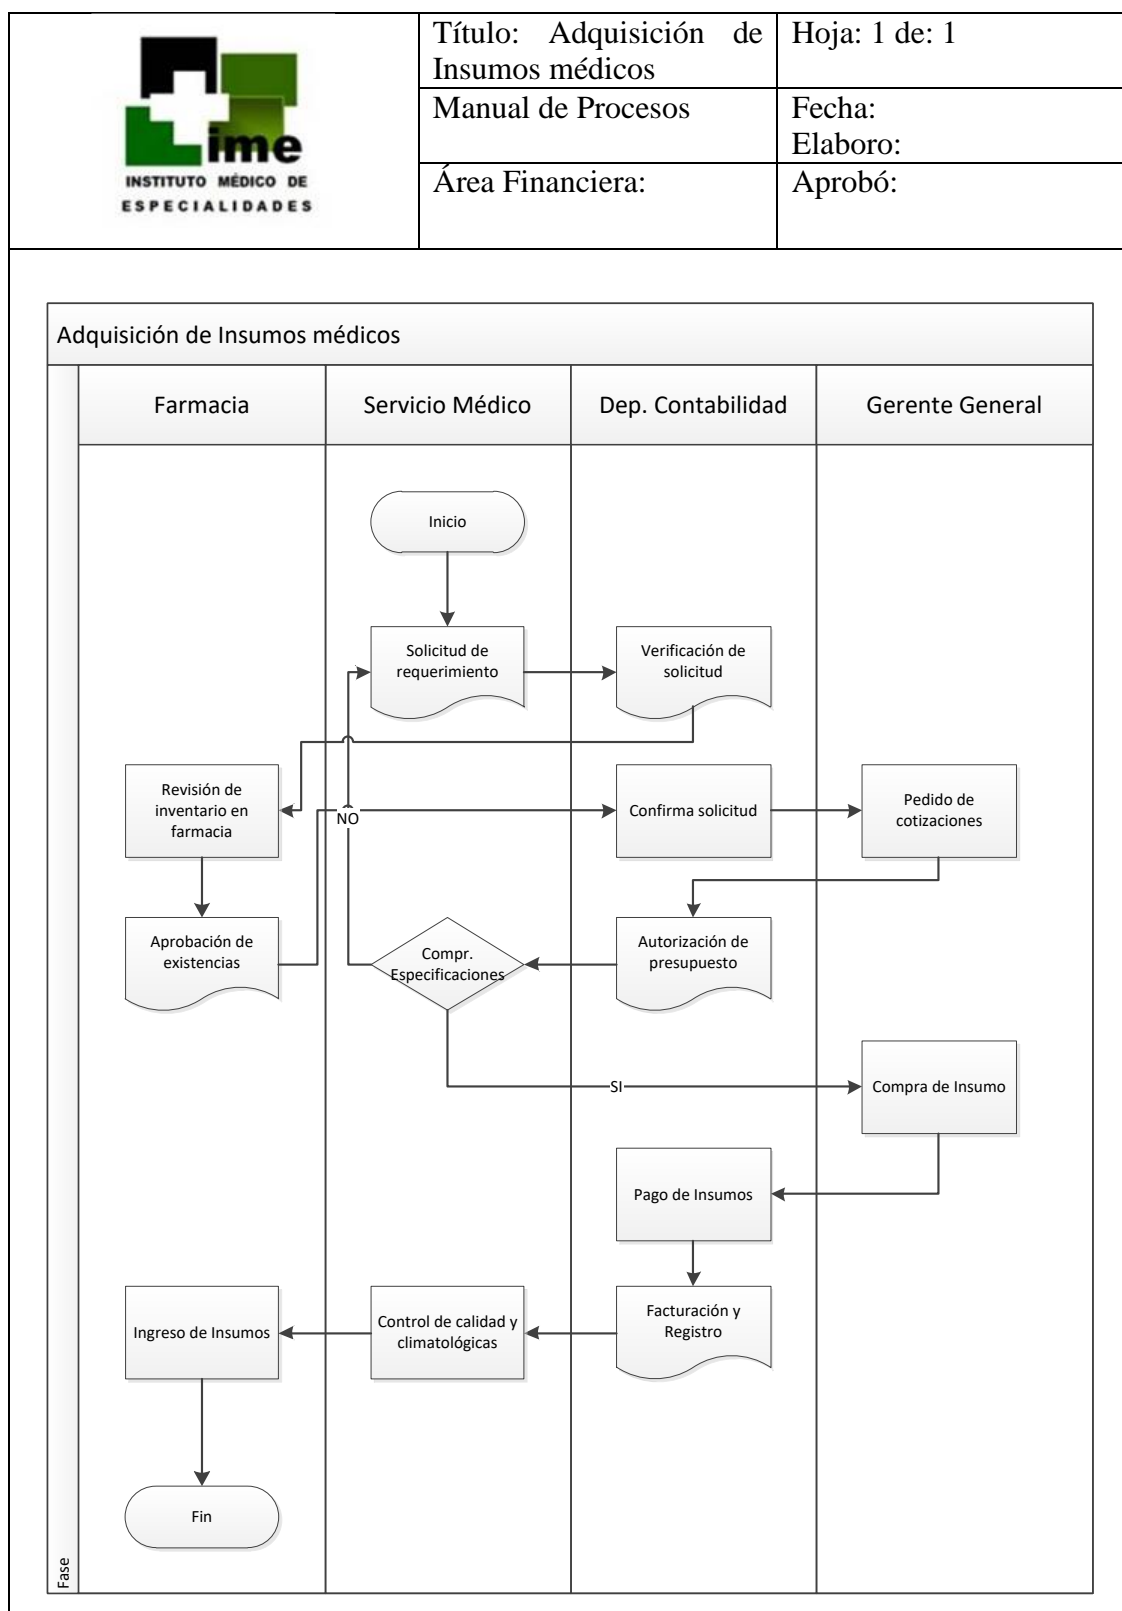 ime
INSTITUTO MÉDICO DE
ESPECIALIDADES
Título: Adquisición de
Insumos médicos
Hoja: 1 de: 1
Manual de Procesos
Fecha:
Elaboro:
Área Financiera:
Aprobó:
Adquisición de Insumos médicos
Farmacia
Servicio Médico
Dep. Contabilidad
Gerente General
Inicio
Solicitud de
requerimiento
Verificación de
solicitud
Revisión de
inventario en
farmacia
NO
Confirma solicitud
Pedido de
cotizaciones
Aprobación de
existencias
Compr.
Especificaciones
Autorización de
presupuesto
SI
Compra de Insumo
Pago de Insumos
Ingreso de Insumos
Control de calidad y
climatológicas
Facturación y
Registro
Fin
Fase